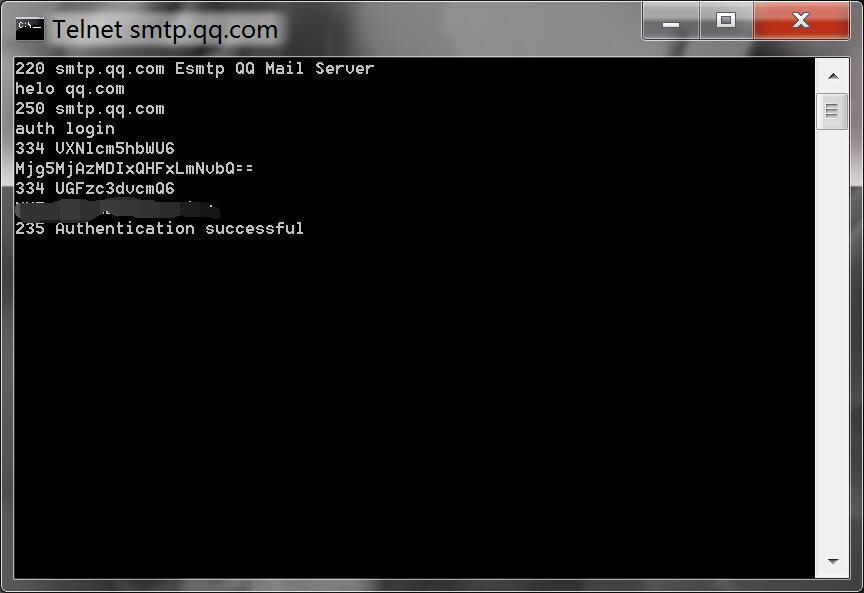 Telnet smtp.qq.com
220 smtp.qq.com Esmtp QQ Mail Server
helo qq.com
250 smtp.qq.com
auth login
334 VXNlcm5hbWU6
Mjg5MjAzMDIxQHFxLmNvbQ==
334 UGFzc3dvcmQ6
235 Authentication successful